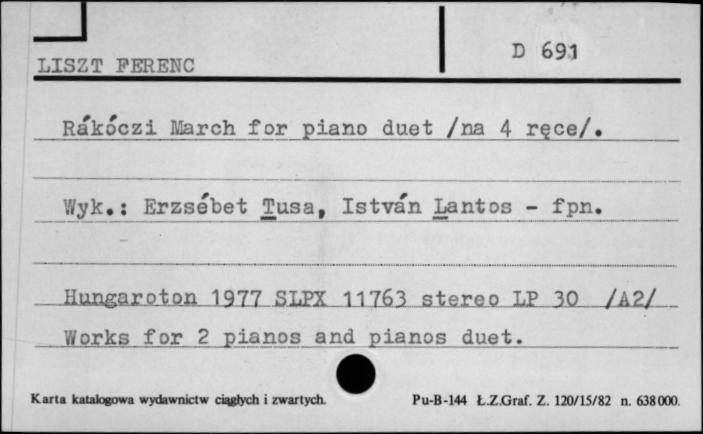 D 691
LISZT FERENC
Rákóczi March for piano duet /na 4 ręce/.
Wyk.: Erzsébet Tusa, István Lantos - fpn.
Hungaroton 1977 SLPX 11763 stereo LP 30 /A2/
Works for 2 pianos and pianos duet.
Karta katalogowa wydawnictw ciągłych i zwartych. Pu-B-144 Ł.Z.Graf. Z. 120/15/82 n. 638000.